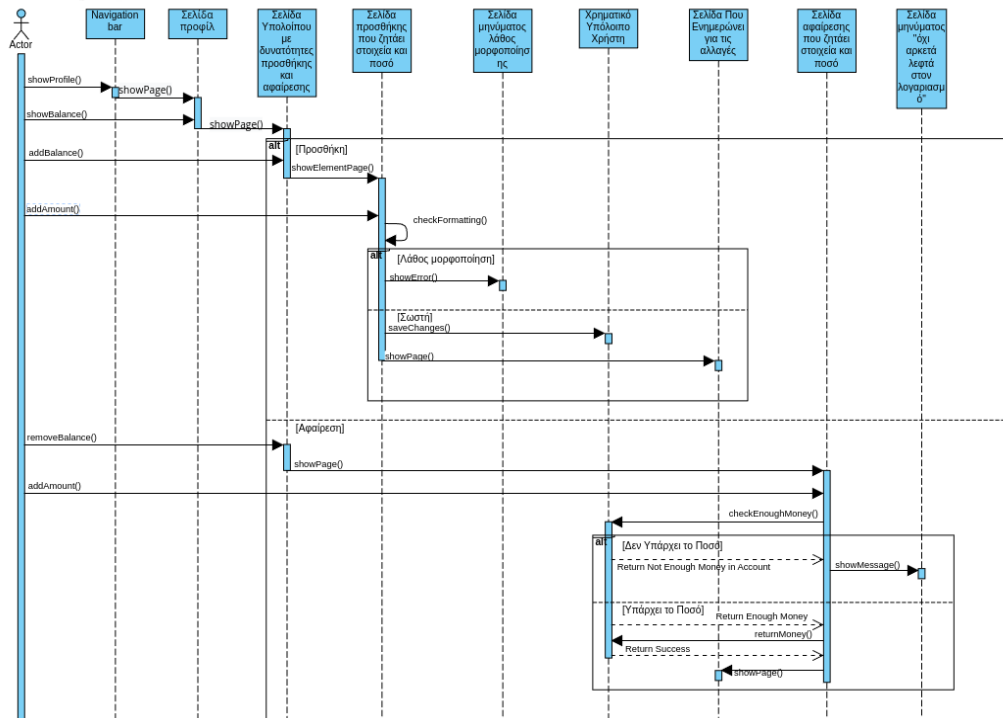 Actor
Navigation
bar
Σελίδα
προφίλ
Σελίδα
Υπολοίπου
με
δυνατότητες
προσθήκης
και
αφαίρεσης
Σελίδα
προσθήκης
που ζητάει
στοιχεία και
ποσό
Σελίδα
μηνύματος
λάθος
μορφοποίησ
ης
Χρηματικό
Υπόλοιπο
Χρήστη
Σελίδα Που
Ενημερώνει
για τις
αλλαγές
Σελίδα
αφαίρεσης
που ζητάει
στοιχεία και
ποσό
Σελίδα
μηνύματος
"όχι
αρκετά
λεφτά
στον
λογαριασμ
ό"
showProfile()
showPage()
showBalance()
showPage()
alt
[Προσθήκη]
addBalance()
showElementPage()
addAmount()
checkFormatting()
alt
[Λάθος μορφοποίηση]
showError()
[Σωστή]
saveChanges()
showPage()
[Αφαίρεση]
removeBalance()
showPage()
addAmount()
checkEnoughMoney()
alt
[Δεν Υπάρχει το Ποσό]
Return Not Enough Money in Account
showMessage()
[Υπάρχει το Ποσό]
Return Enough Money
returnMoney()
Return Success
showPage()